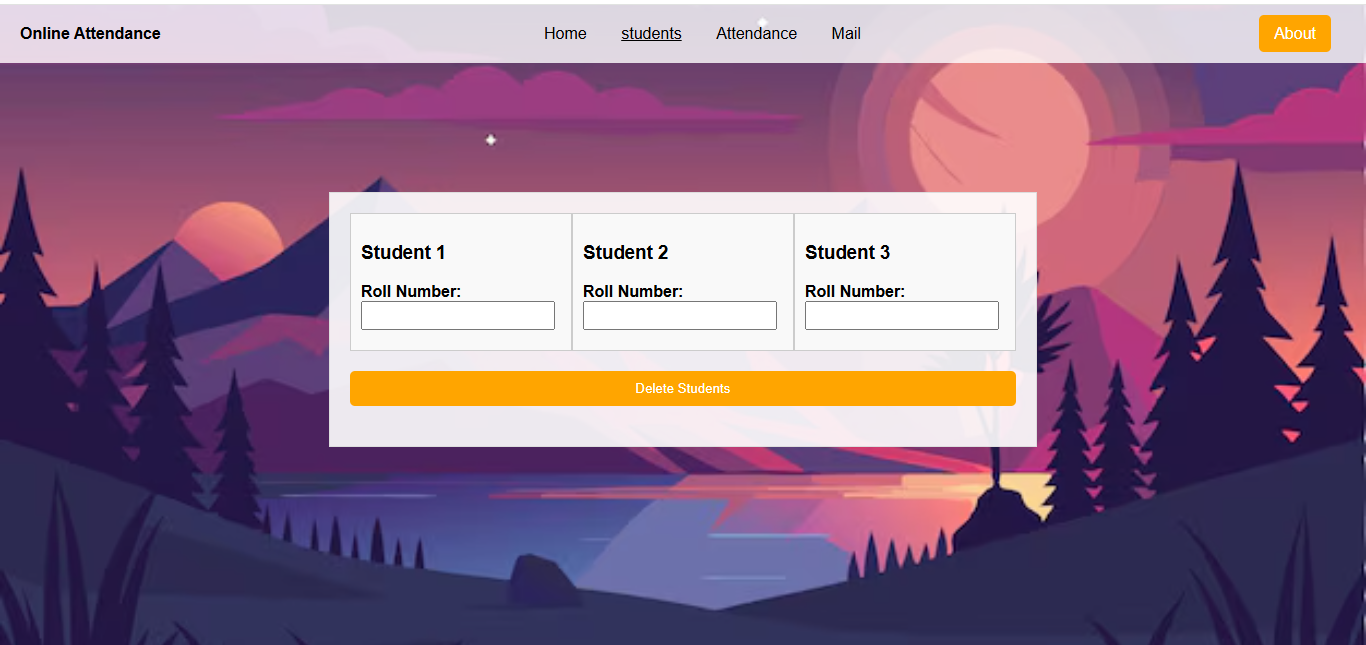 Online Attendance Home students Attendance Mail About
Student 1 Student 2 Student 3
Roll Number: Roll Number: Roll Number:
Delete Students